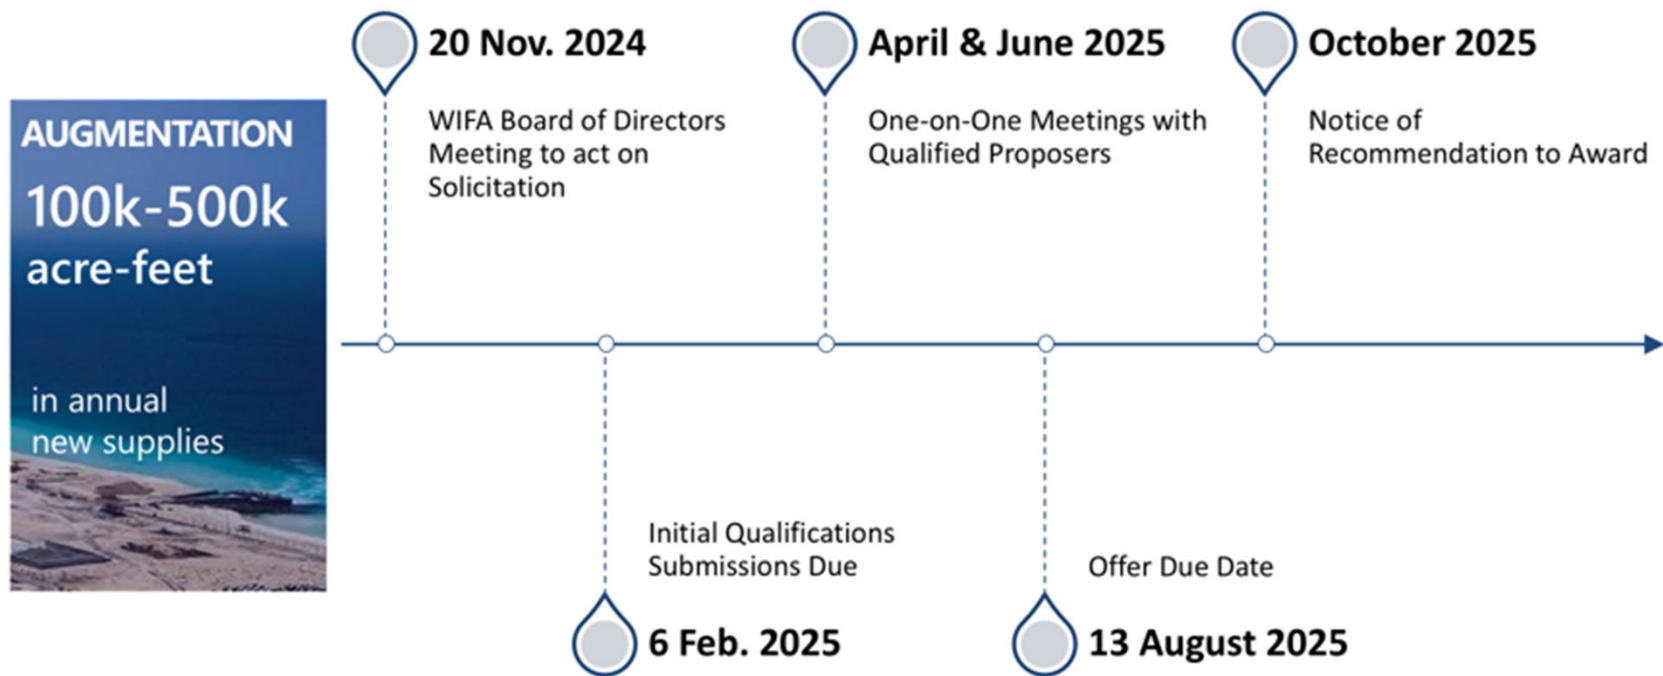 AUGMENTATION
100k-500k
acre-feet
in annual
new supplies
20 Nov. 2024
WIFA Board of Directors
Meeting to act on
Solicitation
Initial Qualifications
Submissions Due
6 Feb. 2025
April & June 2025
One-on-One Meetings with
Qualified Proposers
Offer Due Date
13 August 2025
October 2025
Notice of
Recommendation to Award